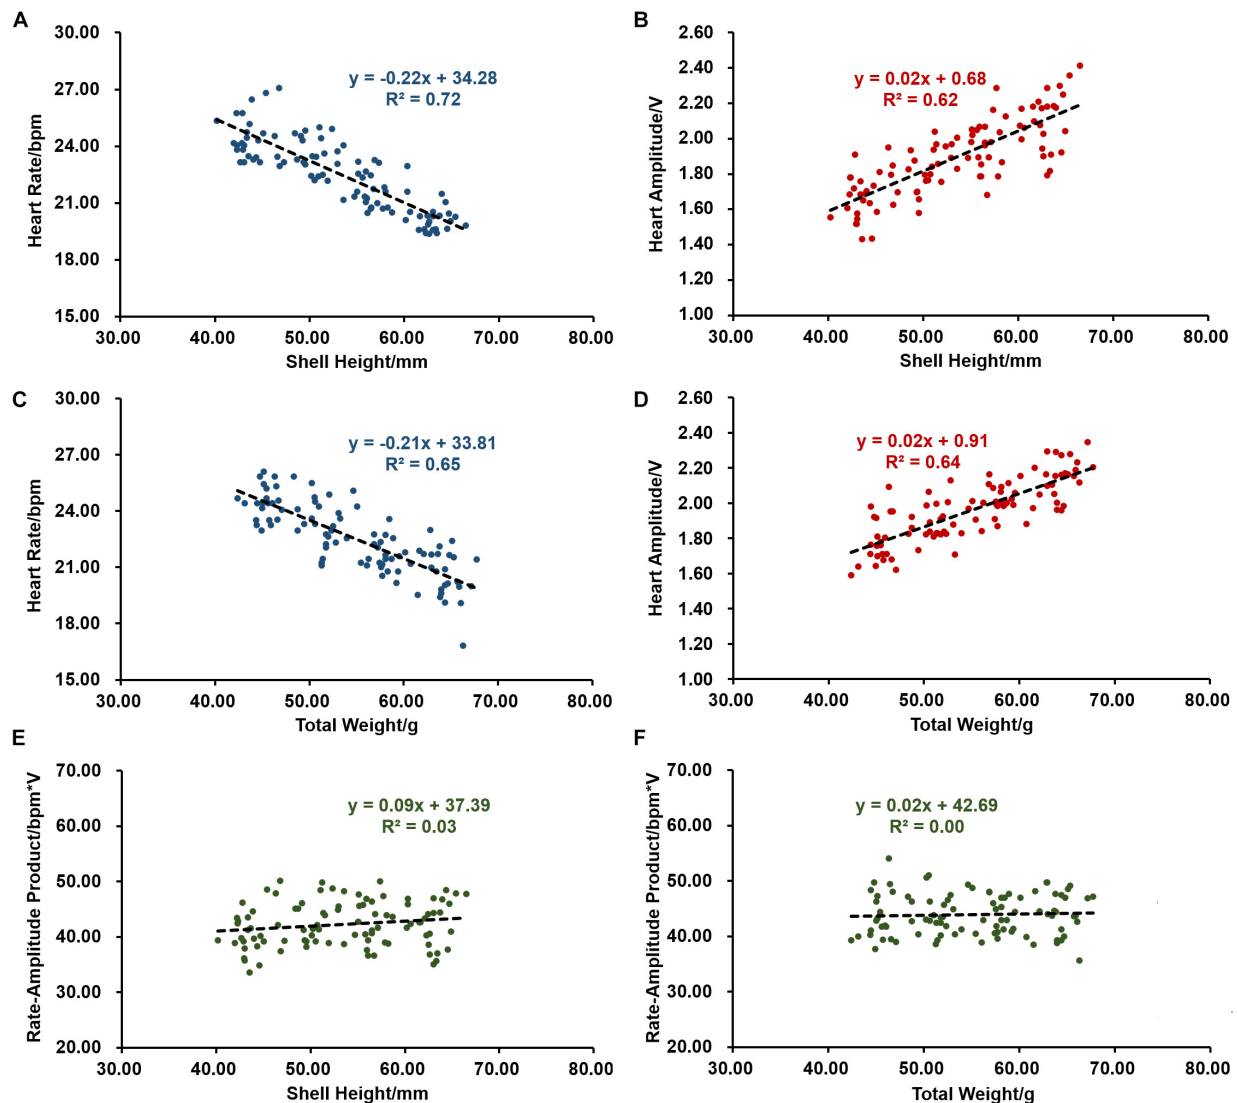 A
30.00
27.00
24.00
21.00
18.00
15.00
Heart Rate/bpm
y = -0.22x + 34.28
R² = 0.72
30.00 40.00 50.00 60.00 70.00 80.00
Shell Height/mm
B
2.60
2.40
2.20
2.00
1.80
1.60
1.40
1.20
1.00
Heart Amplitude/V
y = 0.02x + 0.68
R² = 0.62
30.00 40.00 50.00 60.00 70.00 80.00
Shell Height/mm
C
30.00
27.00
24.00
21.00
18.00
15.00
Heart Rate/bpm
y = -0.21x + 33.81
R² = 0.65
30.00 40.00 50.00 60.00 70.00 80.00
Total Weight/g
D
2.60
2.40
2.20
2.00
1.80
1.60
1.40
1.20
1.00
Heart Amplitude/V
y = 0.02x + 0.91
R² = 0.64
30.00 40.00 50.00 60.00 70.00 80.00
Total Weight/g
E
70.00
60.00
50.00
40.00
30.00
20.00
Rate-Amplitude Product/bpm*V
y = 0.09x + 37.39
R² = 0.03
30.00 40.00 50.00 60.00 70.00 80.00
Shell Height/mm
F
70.00
60.00
50.00
40.00
30.00
20.00
Rate-Amplitude Product/bpm*V
y = 0.02x + 42.69
R² = 0.00
30.00 40.00 50.00 60.00 70.00 80.00
Total Weight/g